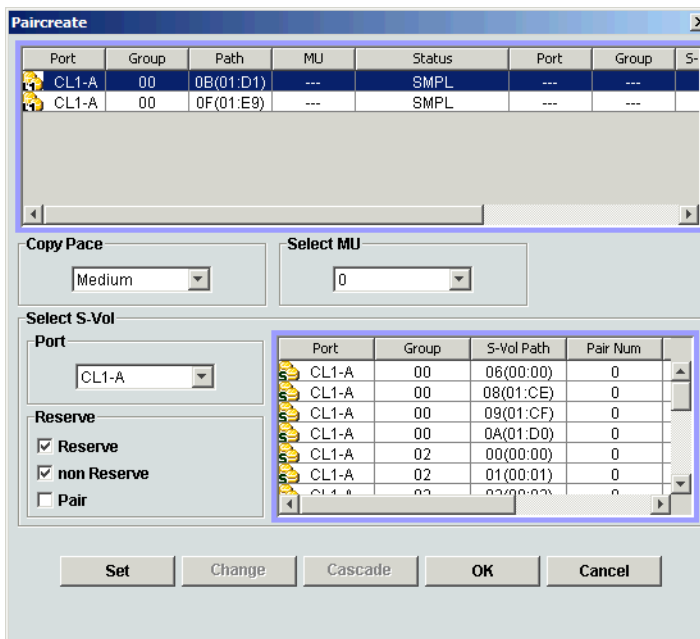 Paircreate
Port Group Path MU Status Port Group S-
CL1-A 00 0B(01:D1) --- SMPL --- ---
CL1-A 00 0F(01:E9) --- SMPL --- ---
Copy Pace Select MU
Medium 0
Select S-Vol
Port
CL1-A
Reserve
Reserve
non Reserve
Pair
Port Group S-Vol Path Pair Num
CL1-A 00 06(00:00) 0
CL1-A 00 08(01:CE) 0
CL1-A 00 09(01:CF) 0
CL1-A 00 0A(01:D0) 0
CL1-A 02 00(00:00) 0
CL1-A 02 01(00:01) 0
Set Change Cascade OK Cancel